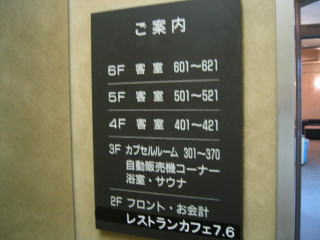 ご案内
6F 客室 601～621
5F 客室 501～521
4F 客室 401～421
3F カプセルルーム 301～370
自動販売機コーナー
浴室・サウナ
2F フロント・お会計
レストランカフェ7.6